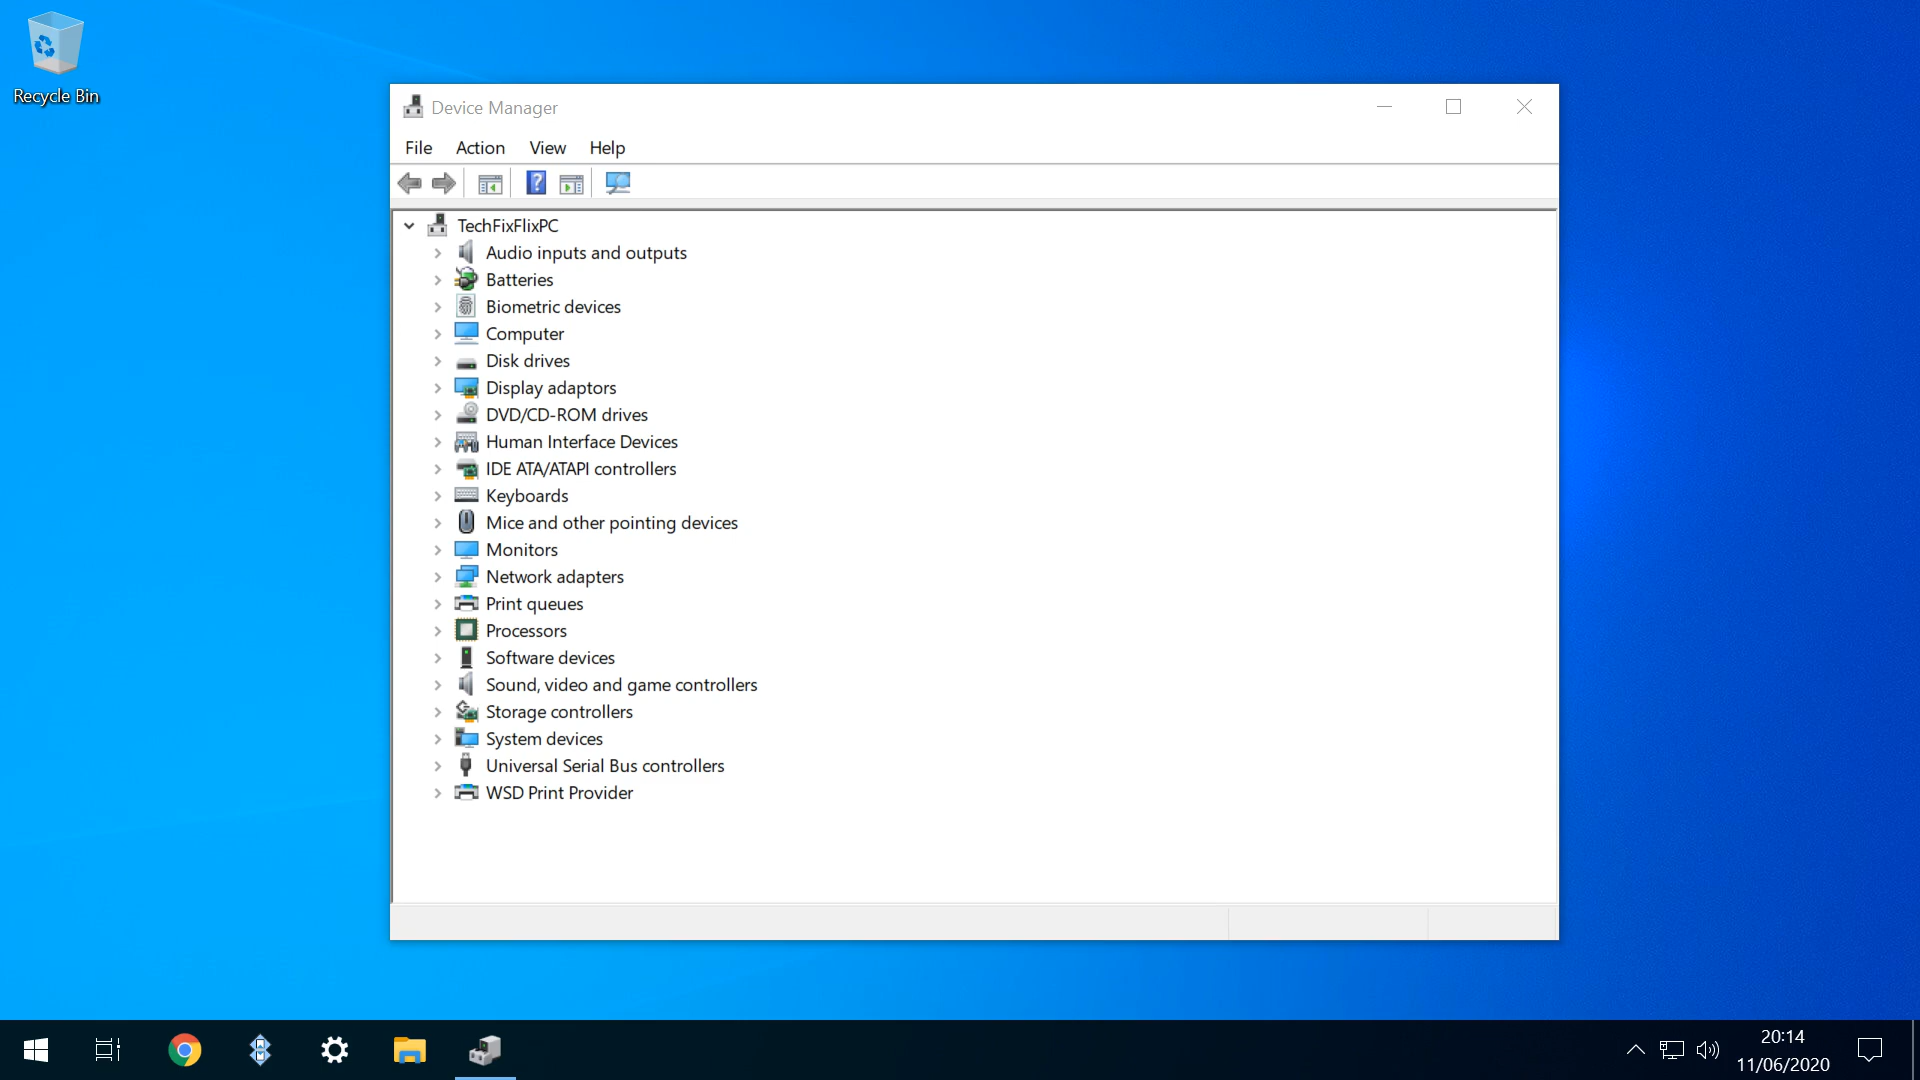 Recycle Bin
Device Manager
File Action View Help
TechFixFlixPC
Audio inputs and outputs
Batteries
Biometric devices
Computer
Disk drives
Display adaptors
DVD/CD-ROM drives
Human Interface Devices
IDE ATA/ATAPI controllers
Keyboards
Mice and other pointing devices
Monitors
Network adapters
Print queues
Processors
Software devices
Sound, video and game controllers
Storage controllers
System devices
Universal Serial Bus controllers
WSD Print Provider
20:14
11/06/2020